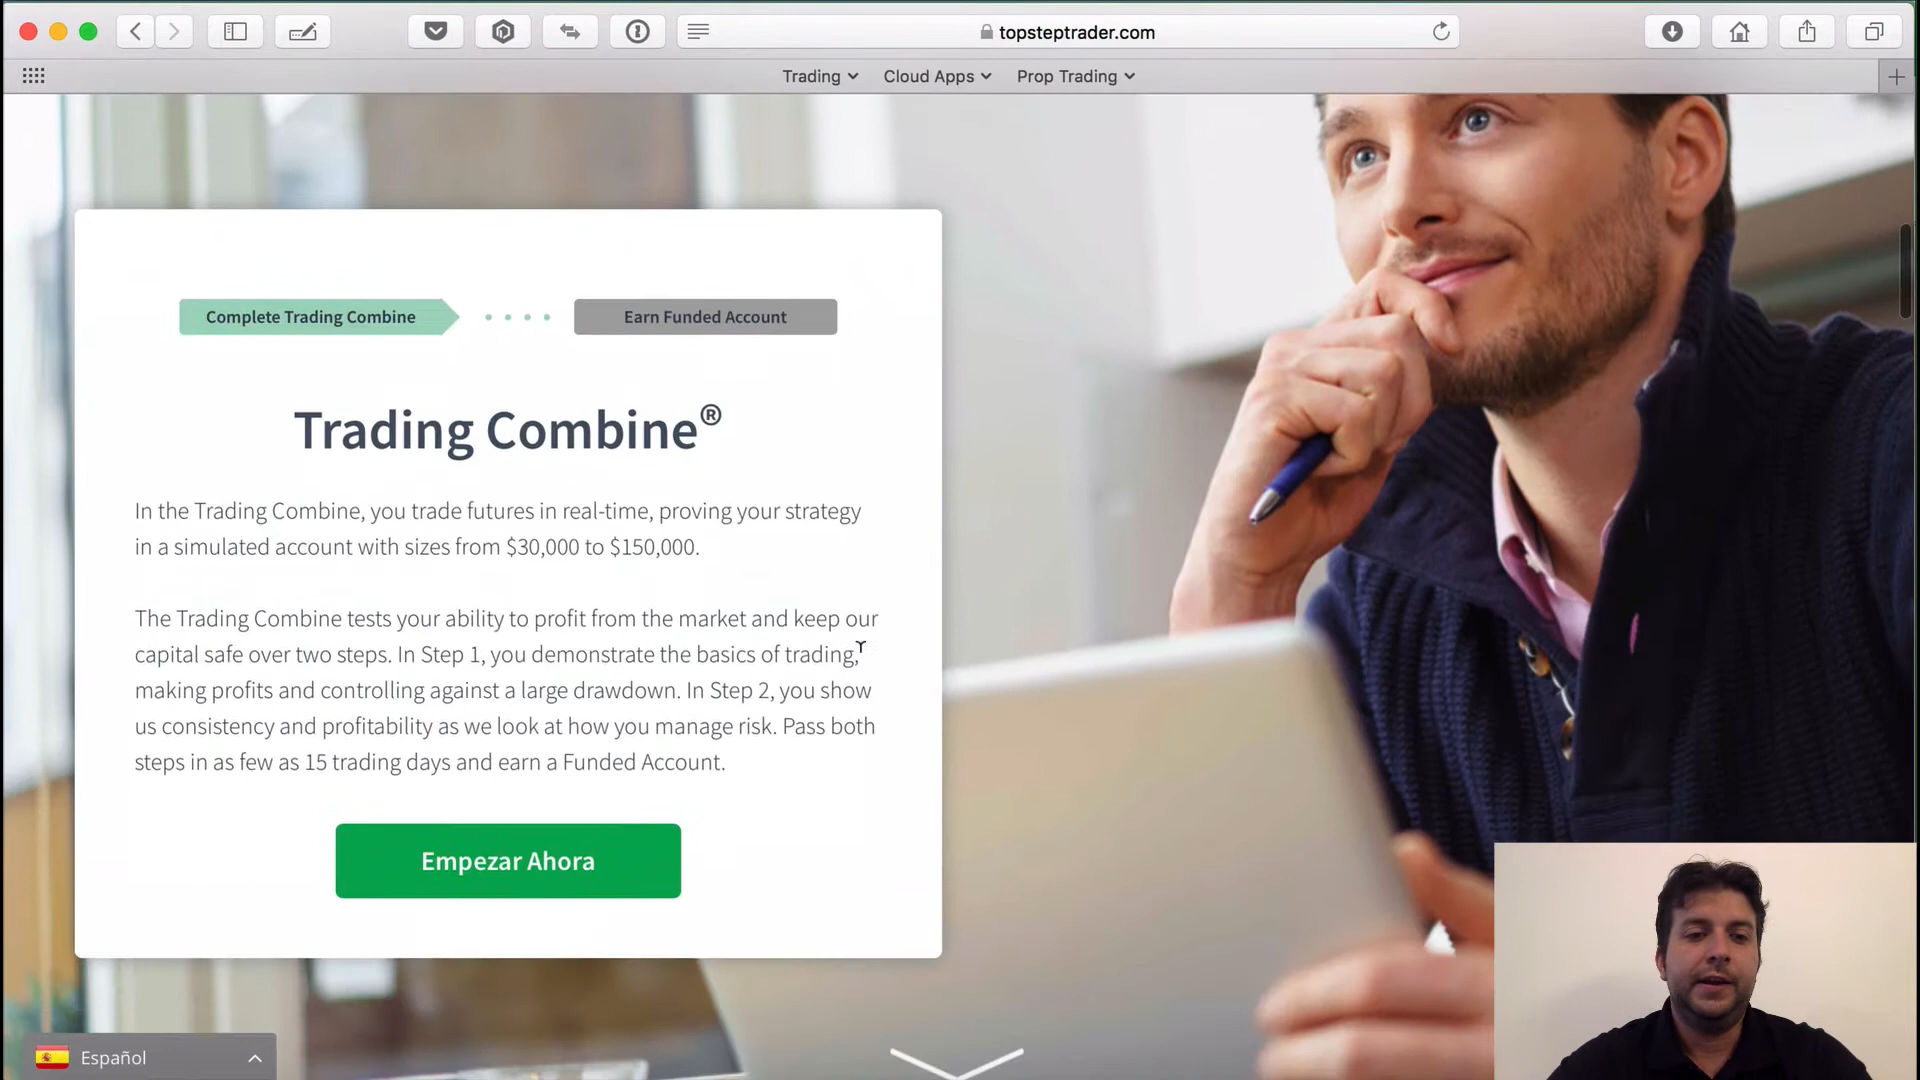 topsteptrader.com
Trading
Cloud Apps
Prop Trading
Complete Trading Combine
Earn Funded Account
Trading Combine®
In the Trading Combine, you trade futures in real-time, proving your strategy
in a simulated account with sizes from $30,000 to $150,000.
The Trading Combine tests your ability to profit from the market and keep our
capital safe over two steps. In Step 1, you demonstrate the basics of trading,
making profits and controlling against a large drawdown. In Step 2, you show
us consistency and profitability as we look at how you manage risk. Pass both
steps in as few as 15 trading days and earn a Funded Account.
Empezar Ahora
Español